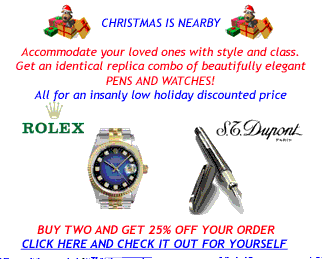 CHRISTMAS IS NEARBY
Accommodate your loved ones with style and class.
Get an identical replica combo of beautifully elegant
PENS AND WATCHES!
All for an insanly low holiday discounted price
ROLEX
S.T. Dupont
PARIS
BUY TWO AND GET 25% OFF YOUR ORDER
CLICK HERE AND CHECK IT OUT FOR YOURSELF